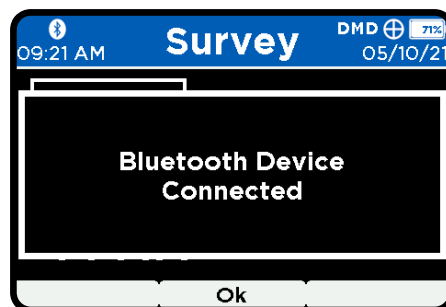 09:21 AM
Survey
DMD 71%
05/10/21
Bluetooth Device
Connected
Ok